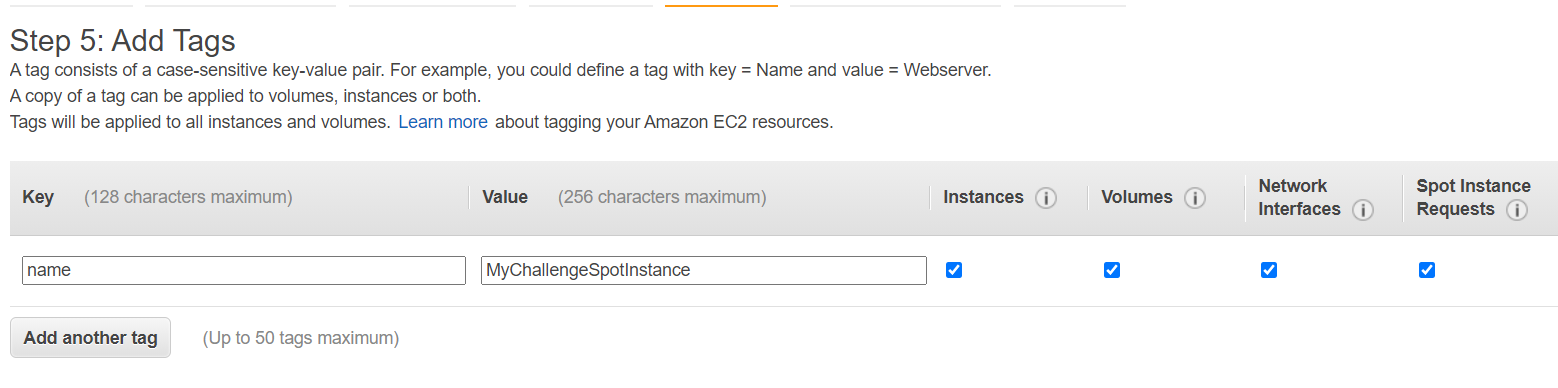 Step 5: Add Tags
A tag consists of a case-sensitive key-value pair. For example, you could define a tag with key = Name and value = Webserver.
A copy of a tag can be applied to volumes, instances or both.
Tags will be applied to all instances and volumes. Learn more about tagging your Amazon EC2 resources.
Key (128 characters maximum) Value (256 characters maximum) Instances i Volumes i Network Interfaces i Spot Instance Requests i
name MyChallengeSpotInstance
Add another tag (Up to 50 tags maximum)